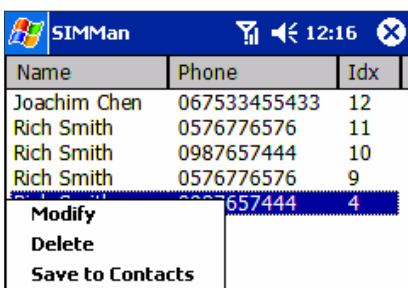 SIMMan 12:16
Name Phone Idx
Joachim Chen 067533455433 12
Rich Smith 0576776576 11
Rich Smith 0987657444 10
Rich Smith 0576776576 9
657444 4
Modify
Delete
Save to Contacts